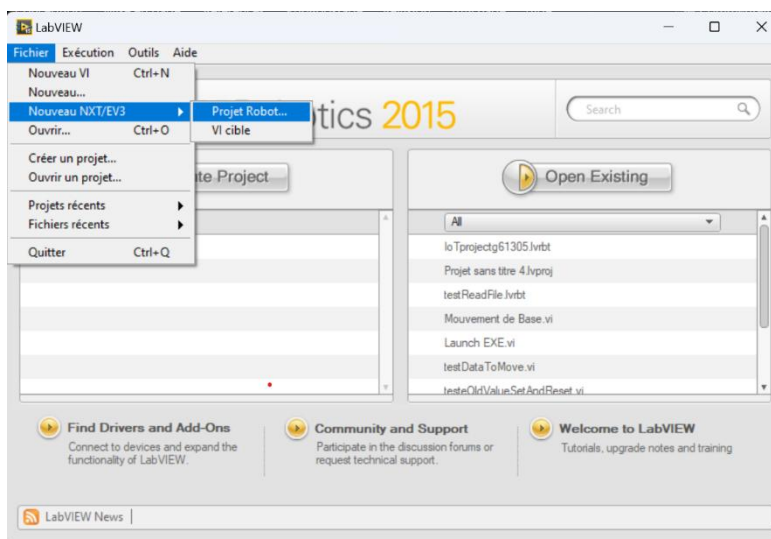 LabVIEW
Fichier Exécution Outils Aide
Nouveau VI Ctrl+N
Nouveau...
Nouveau NXT/EV3
Projet Robot...
Ouvrir... Ctrl+O
VI cible
Créer un projet...
Ouvrir un projet...
Projets récents
Fichiers récents
Quitter Ctrl+Q
2015
Search
Project
Open Existing
All
loTprojectg61305.lvrbt
Projet sans titre 4.lvproj
testReadFile.lvrbt
Mouvement de Base.vi
Launch EXE.vi
testDataToMove.vi
testeOldValueSetAndReset.vi
Find Drivers and Add-Ons
Connect to devices and expand the
functionality of LabVIEW.
Community and Support
Participate in the discussion forums or
request technical support.
Welcome to LabVIEW
Tutorials, upgrade notes and training
LabVIEW News